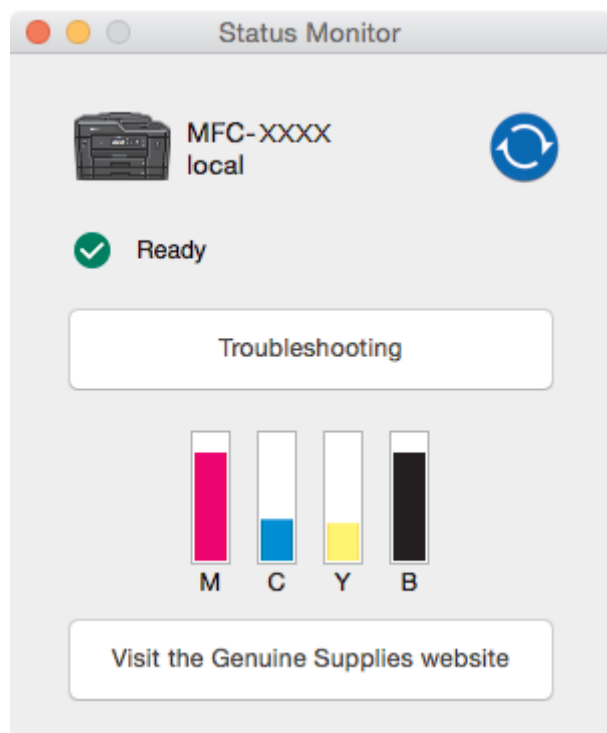 Status Monitor
MFC-XXXX
local
Ready
Troubleshooting
M C Y B
Visit the Genuine Supplies website